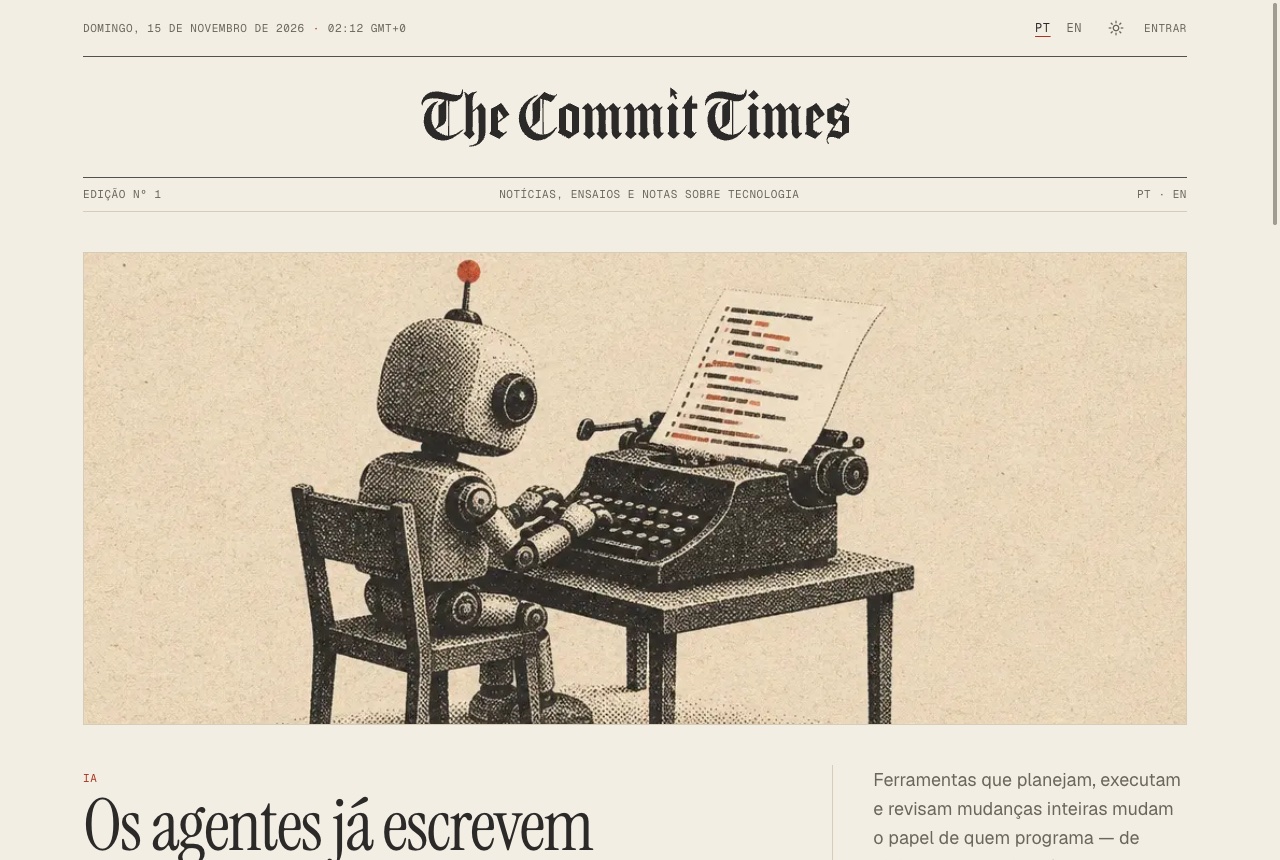 DOMINGO, 15 DE NOVEMBRO DE 2026 · 02:12 GMT+0
PT EN ENTRAR
The Commit Times
EDIÇÃO Nº 1
NOTÍCIAS, ENSAIOS E NOTAS SOBRE TECNOLOGIA
PT · EN
IA
Os agentes já escrevem
Ferramentas que planejam, executam
e revisam mudanças inteiras mudam
o papel de quem programa — de